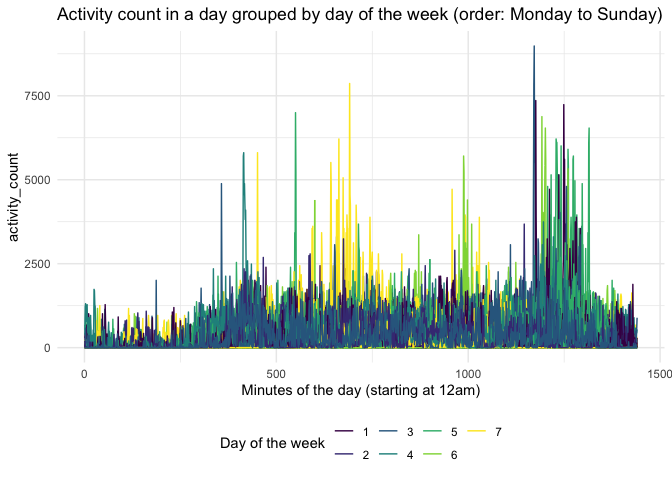 Activity count in a day grouped by day of the week (order: Monday to Sunday)
activity_count
7500
5000
2500
0
0 500 1000 1500
Minutes of the day (starting at 12am)
Day of the week
1 3 5 7
2 4 6